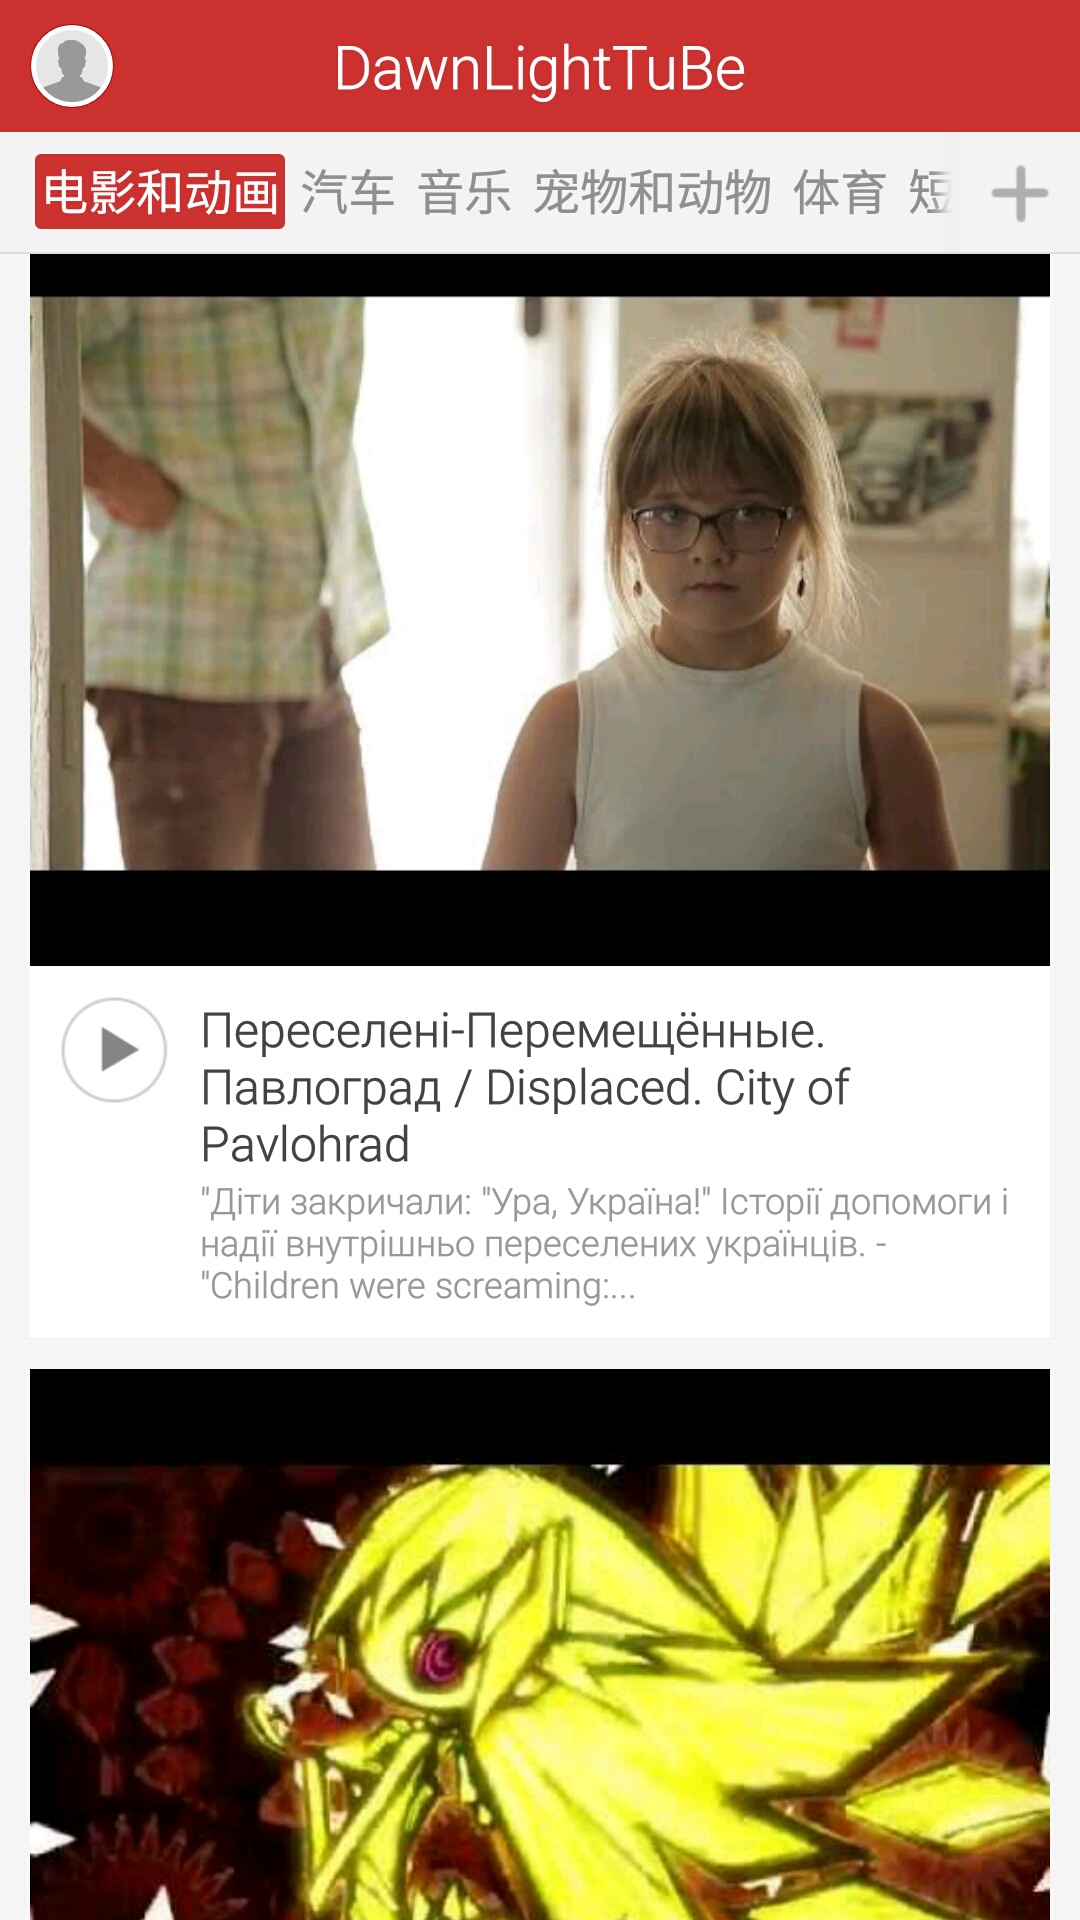 DawnLightTuBe
电影和动画 汽车 音乐 宠物和动物 体育 短
Переселені-Перемещённые.
Павлоград / Displaced. City of
Pavlohrad
"Діти закричали: "Ура, Україна!" Історії допомоги і
надії внутрішньо переселених українців. -
"Children were screaming:...